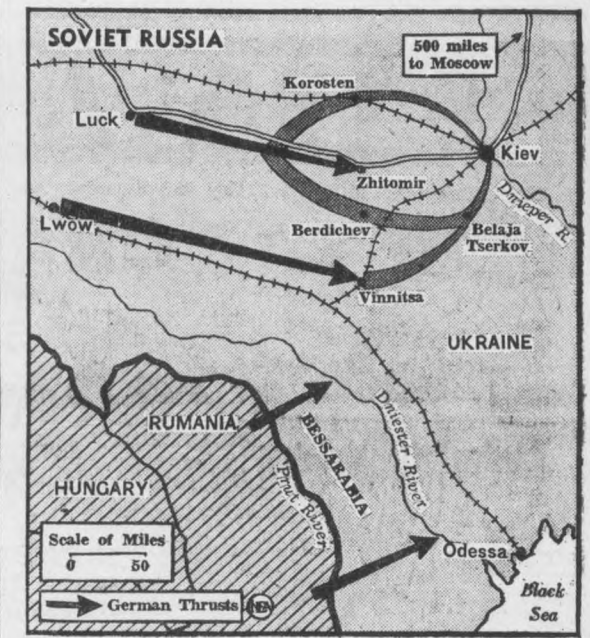 SOVIET RUSSIA
500 miles
to Moscow
Korosten
Luck
Kiev
Zhitomir
Dnieper R.
Lwow
Berdichev
Belaja
Tserkov
Vinnitsa
UKRAINE
RUMANIA
BESSARABIA
Dniester River
Prut River
HUNGARY
Scale of Miles
0 50
Odessa
German Thrusts
Black
Sea